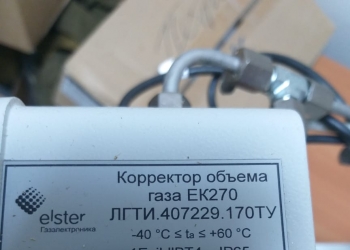 Корректор объема
газа ЕК270
ЛГТИ.407229.170ТУ
-40 °C ≤ ta ≤ +60 °C
elster
Газэлектроника